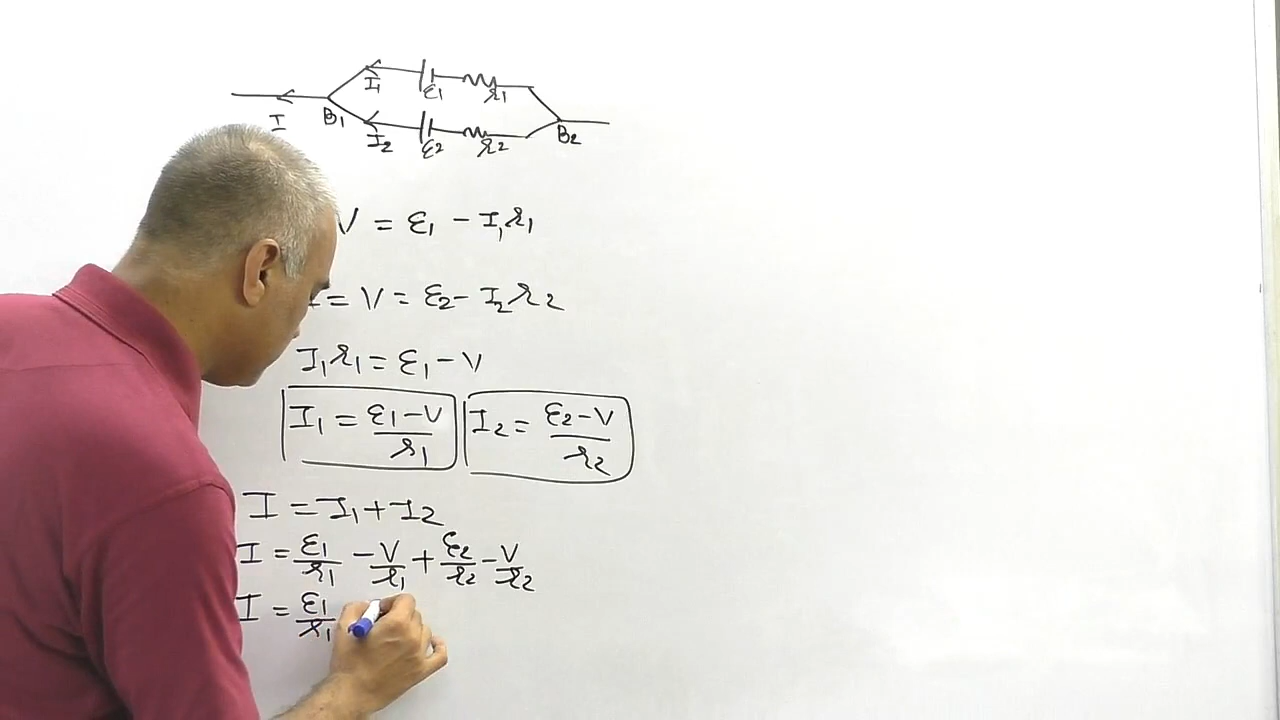 I₁ ε₁ r₁
I B₁ I₂ ε₂ r₂ B₂
V = ε₁ - I₁r₁
= V = ε₂ - I₂r₂
I₁r₁ = ε₁ - V
I₁ = (ε₁ - V)/r₁ I₂ = (ε₂ - V)/r₂
I = I₁ + I₂
I = ε₁/r₁ - V/r₁ + ε₂/r₂ - V/r₂
I = ε₁/r₁